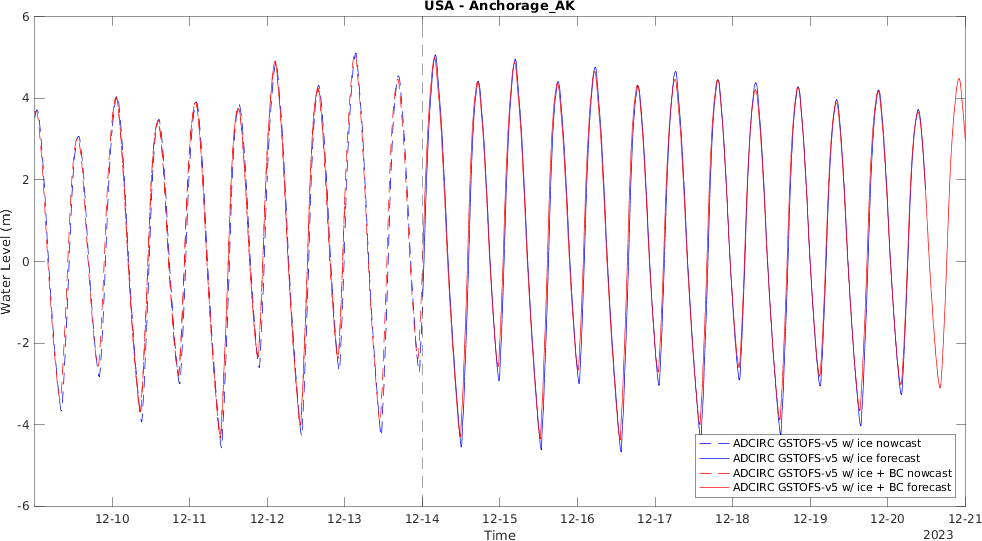 USA - Anchorage_AK
6
4
2
0
-2
-4
-6
Water Level (m)
ADCIRC GSTOFS-v5 w/ ice nowcast
ADCIRC GSTOFS-v5 w/ ice forecast
ADCIRC GSTOFS-v5 w/ ice + BC nowcast
ADCIRC GSTOFS-v5 w/ ice + BC forecast
12-10 12-11 12-12 12-13 12-14 12-15 12-16 12-17 12-18 12-19 12-20 12-21
Time 2023